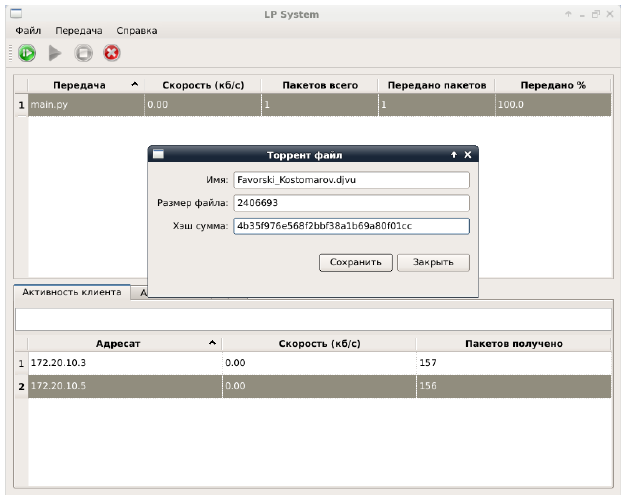 LP System
Файл Передача Справка
Передача Скорость (кб/с) Пакетов всего Передано пакетов Передано %
1 main.py 0.00 1 1 100.0
Торрент файл
Имя: Favorski_Kostomarov.djvu
Размер файла: 2406693
Хэш сумма: 4b35f976e568f2bbf38a1b69a80f01cc
Сохранить Закрыть
Активность клиента А
Адресат Скорость (кб/с) Пакетов получено
1 172.20.10.3 0.00 157
2 172.20.10.5 0.00 156